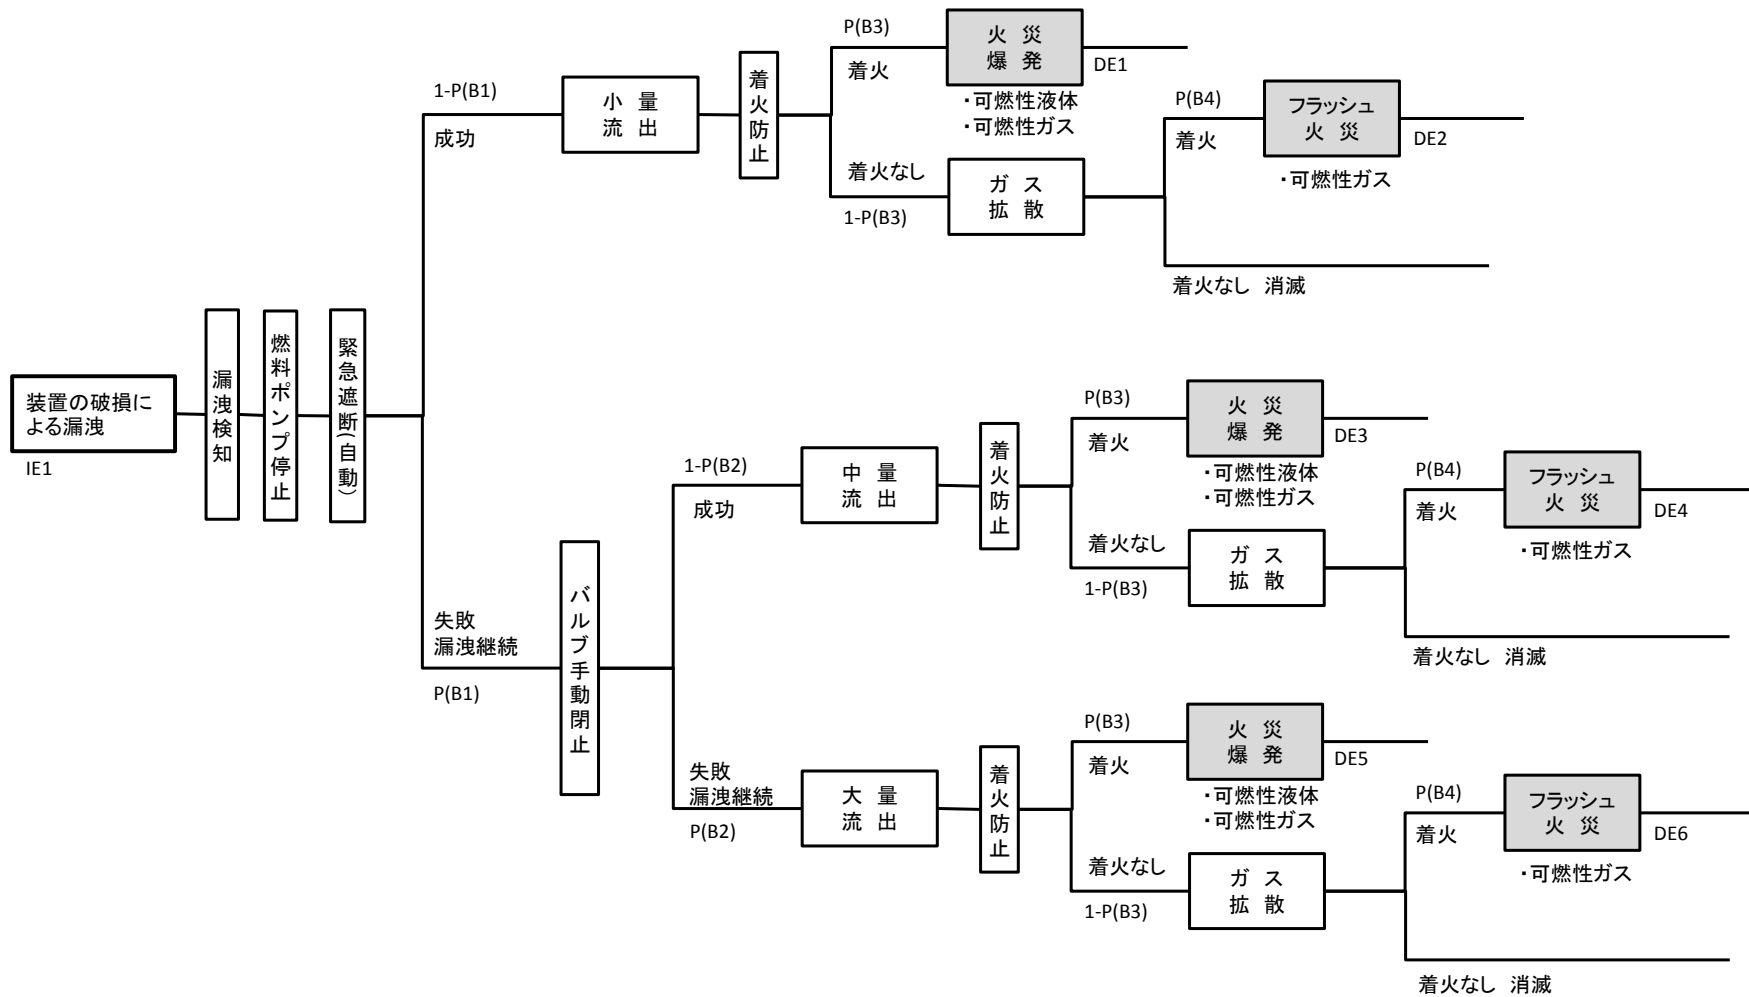 装置の破損に
よる漏洩
IE1
漏洩検知
燃料ポンプ停止
緊急遮断(自動)
1-P(B1)
成功
小 量
流 出
着火防止
P(B3)
着火
火 災
爆 発
DE1
・可燃性液体
・可燃性ガス
着火なし
1-P(B3)
ガ ス
拡 散
P(B4)
着火
フラッシュ
火 災
DE2
・可燃性ガス
着火なし 消滅
失敗
漏洩継続
P(B1)
バルブ手動閉止
1-P(B2)
成功
中 量
流 出
着火防止
P(B3)
着火
火 災
爆 発
DE3
・可燃性液体
・可燃性ガス
着火なし
1-P(B3)
ガ ス
拡 散
P(B4)
着火
フラッシュ
火 災
DE4
・可燃性ガス
着火なし 消滅
失敗
漏洩継続
P(B2)
大 量
流 出
着火防止
P(B3)
着火
火 災
爆 発
DE5
・可燃性液体
・可燃性ガス
着火なし
1-P(B3)
ガ ス
拡 散
P(B4)
着火
フラッシュ
火 災
DE6
・可燃性ガス
着火なし 消滅